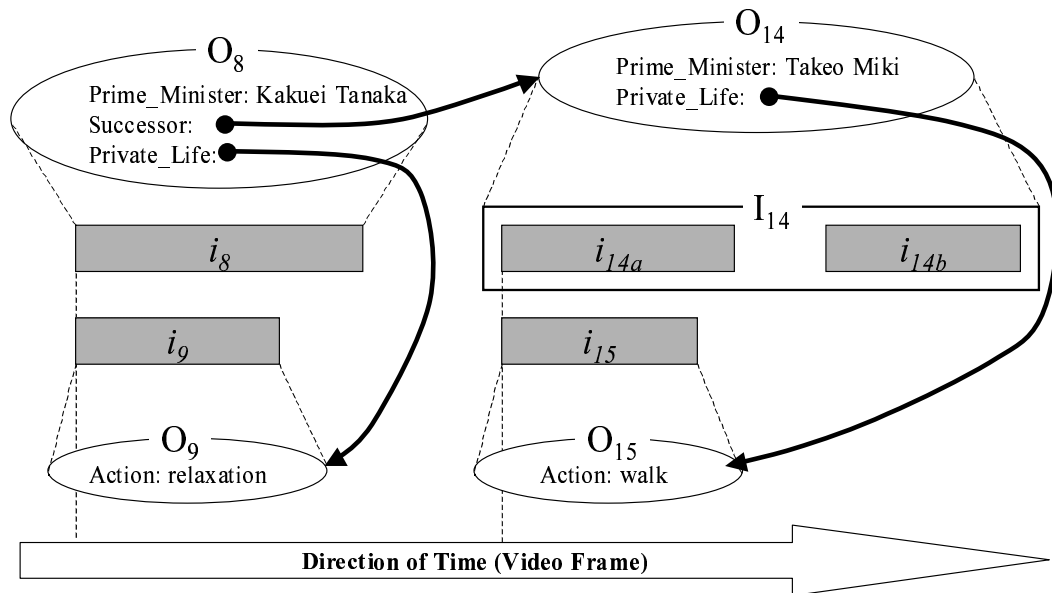 O8
Prime_Minister: Kakuei Tanaka
Successor:
Private_Life:
O14
Prime_Minister: Takeo Miki
Private_Life:
I14
i8
i14a
i14b
i9
i15
O9
Action: relaxation
O15
Action: walk
Direction of Time (Video Frame)